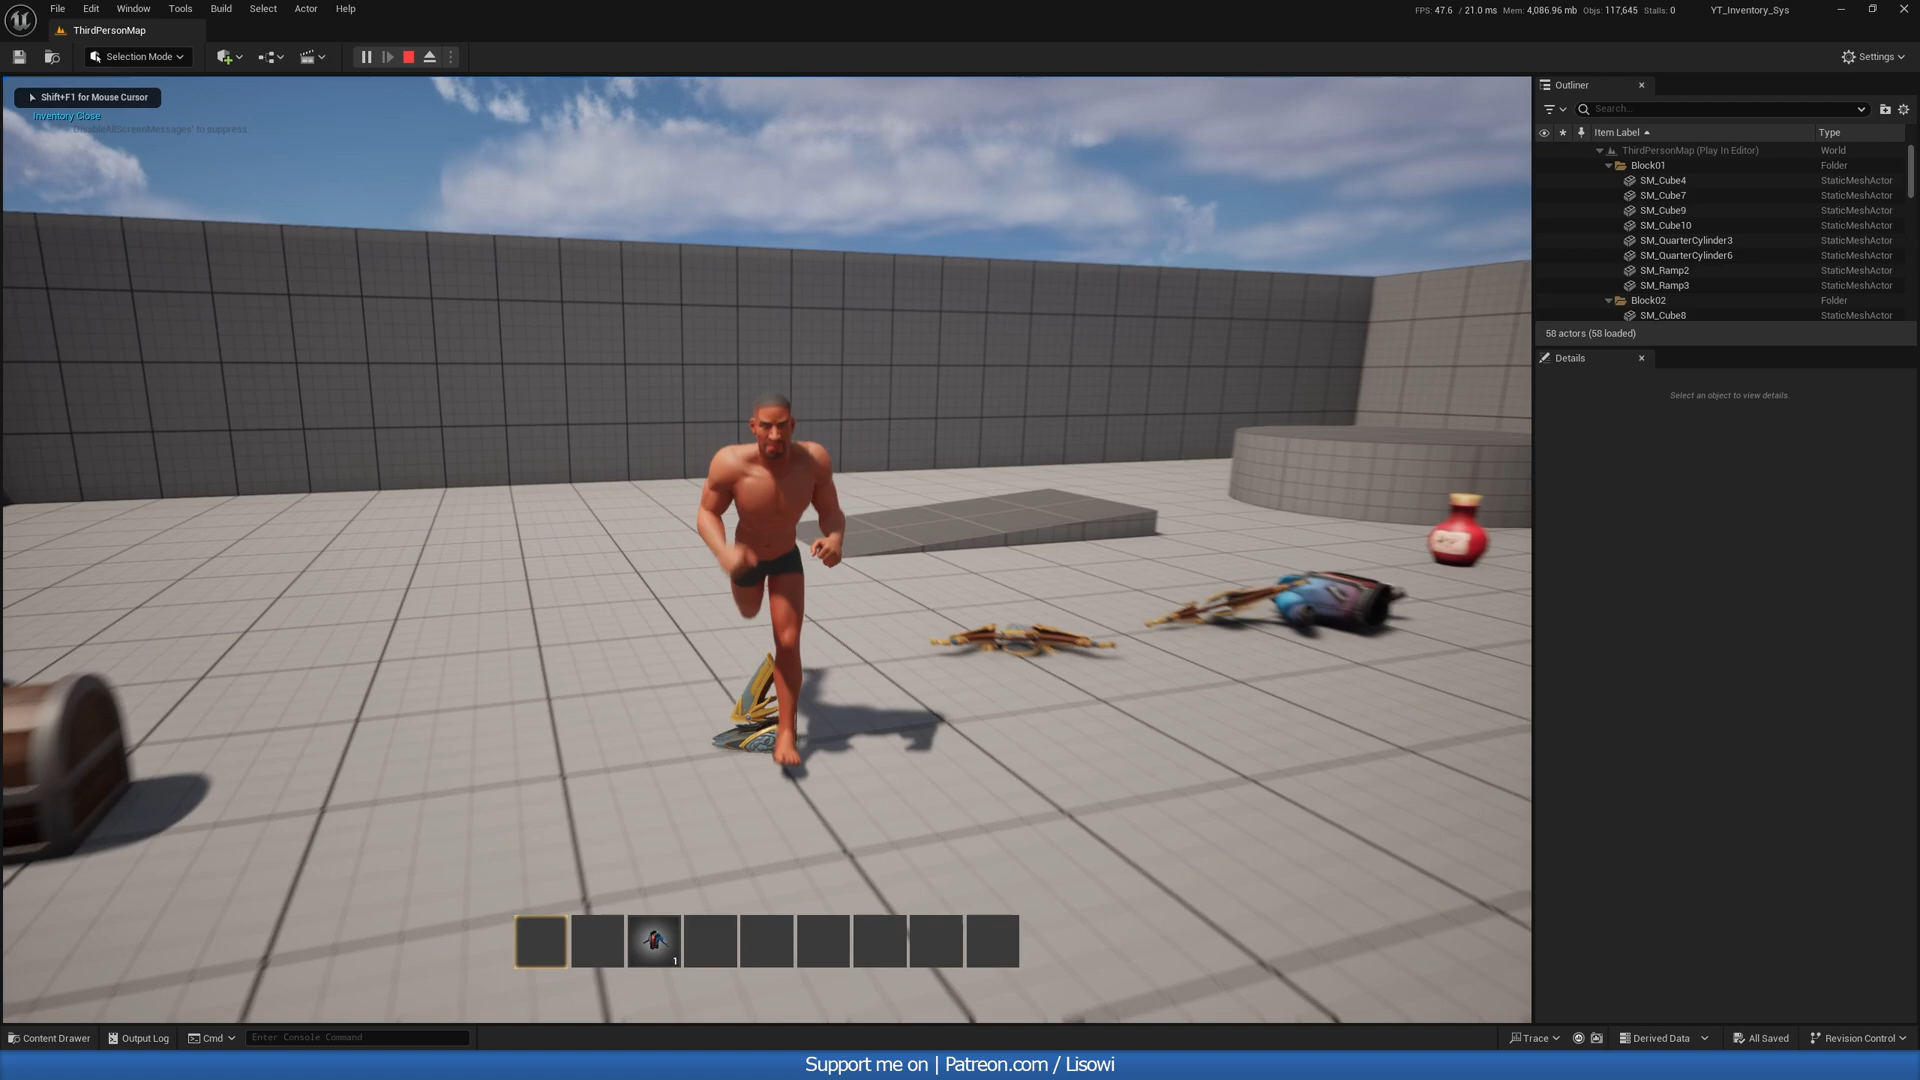 File Edit Window Tools Build Select Actor Help
FPS: 47.6 / 21.0 ms Mem: 4,086.96 mb Objs: 117,645 Stalls: 0 YT_Inventory_Sys
ThirdPersonMap
Selection Mode
Settings
Shift+F1 for Mouse Cursor
Inventory Close
DisableAllScreenMessages' to suppress
Outliner
Search...
Item Label Type
ThirdPersonMap (Play In Editor) World
Block01 Folder
SM_Cube4 StaticMeshActor
SM_Cube7 StaticMeshActor
SM_Cube9 StaticMeshActor
SM_Cube10 StaticMeshActor
SM_QuarterCylinder3 StaticMeshActor
SM_QuarterCylinder6 StaticMeshActor
SM_Ramp2 StaticMeshActor
SM_Ramp3 StaticMeshActor
Block02 Folder
SM_Cube8 StaticMeshActor
58 actors (58 loaded)
Details
Select an object to view details.
1
Content Drawer Output Log Cmd Enter Console Command
Trace Derived Data All Saved Revision Control
Support me on | Patreon.com / Lisowi